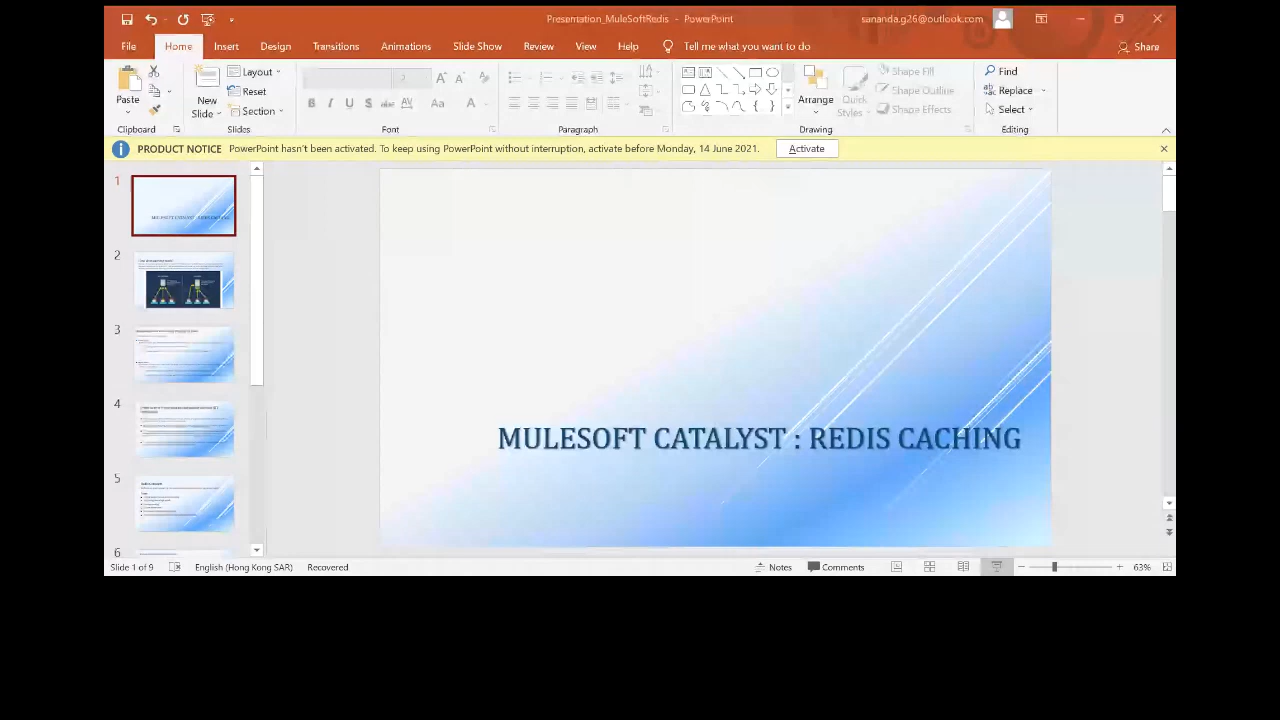 Presentation_MuleSoftRedis - PowerPoint
sananda.g26@outlook.com
File Home Insert Design Transitions Animations Slide Show Review View Help Tell me what you want to do Share
Paste
Clipboard
New Slide
Layout
Reset
Section
Slides
B I U S abc AV Aa A
Font
Paragraph
Arrange
Quick Styles
Shape Fill
Shape Outline
Shape Effects
Drawing
Find
Replace
Select
Editing
PRODUCT NOTICE PowerPoint hasn't been activated. To keep using PowerPoint without interruption, activate before Monday, 14 June 2021. Activate
1
2
3
4
5
6
MULESOFT CATALYST : REDIS CACHING
Slide 1 of 9 English (Hong Kong SAR) Recovered Notes Comments 63%